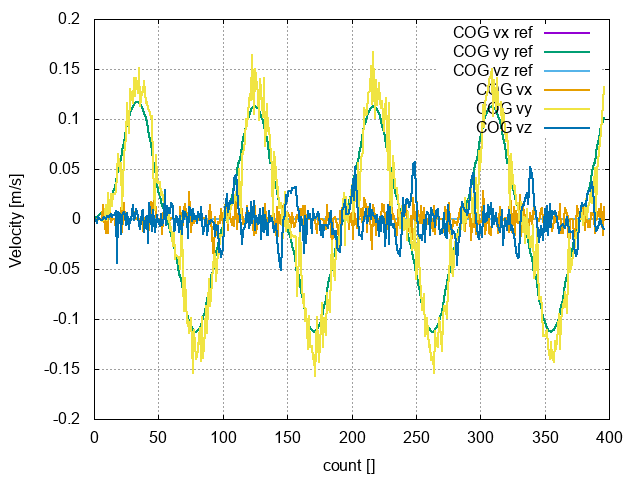 0.2
0.15
0.1
0.05
0
-0.05
-0.1
-0.15
-0.2
0 50 100 150 200 250 300 350 400
Velocity [m/s]
count []
COG vx ref
COG vy ref
COG vz ref
COG vx
COG vy
COG vz